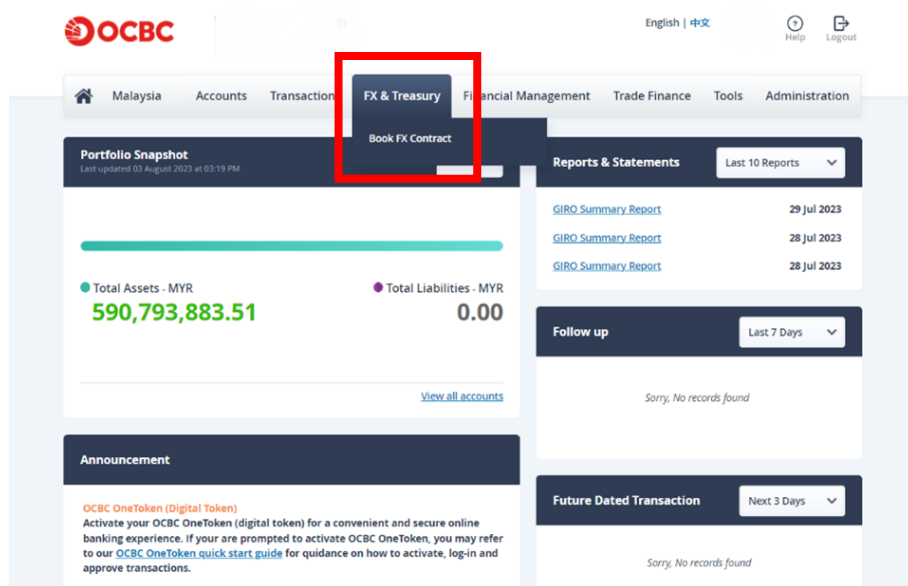 OCBC
English | 中文
Help
Logout
Malaysia
Accounts
Transaction
FX & Treasury
Financial Management
Trade Finance
Tools
Administration
Book FX Contract
Portfolio Snapshot
Last updated 03 August 2023 at 03:19 PM
Total Assets - MYR
590,793,883.51
Total Liabilities - MYR
0.00
View all accounts
Reports & Statements
Last 10 Reports
GIRO Summary Report 29 Jul 2023
GIRO Summary Report 28 Jul 2023
GIRO Summary Report 28 Jul 2023
Follow up
Last 7 Days
Sorry, No records found
Announcement
OCBC OneToken (Digital Token)
Activate your OCBC OneToken (digital token) for a convenient and secure online
banking experience. If your are prompted to activate OCBC OneToken, you may refer
to our OCBC OneToken quick start guide for quidance on how to activate, log-in and
approve transactions.
Future Dated Transaction
Next 3 Days
Sorry, No records found